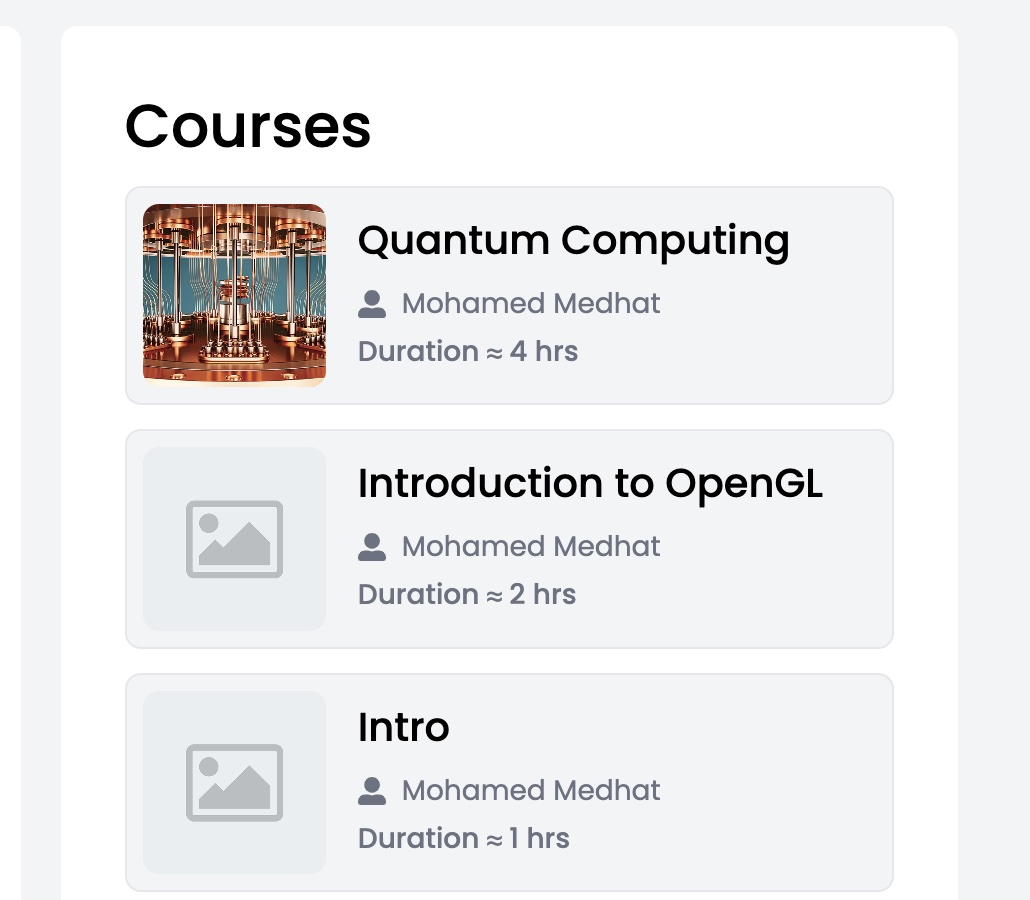 Courses
Quantum Computing
Mohamed Medhat
Duration ≈ 4 hrs
Introduction to OpenGL
Mohamed Medhat
Duration ≈ 2 hrs
Intro
Mohamed Medhat
Duration ≈ 1 hrs